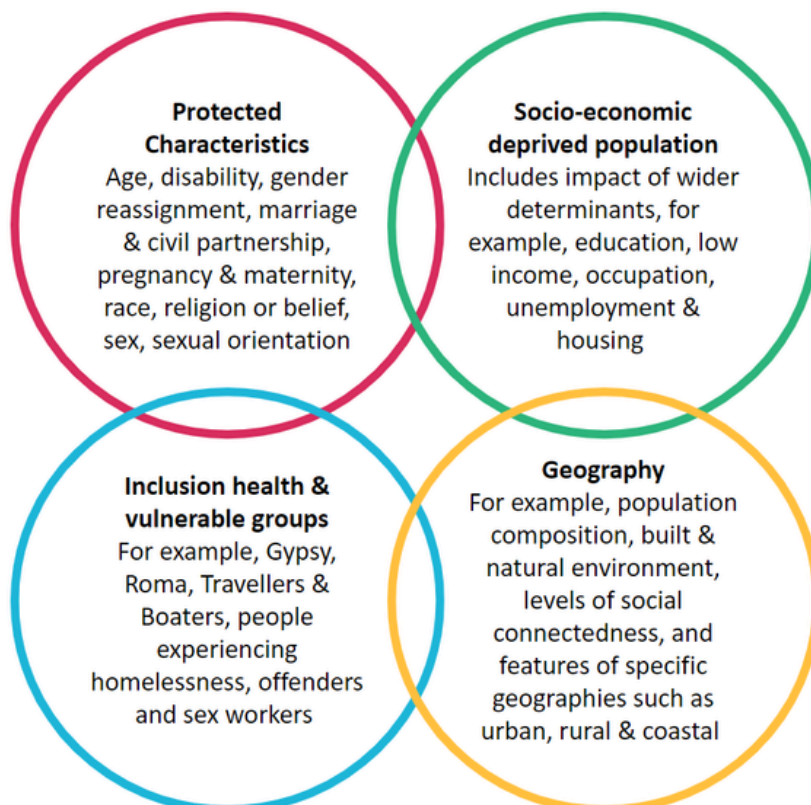 Protected
Characteristics
Age, disability, gender
reassignment, marriage
& civil partnership,
pregnancy & maternity,
race, religion or belief,
sex, sexual orientation
Socio-economic
deprived population
Includes impact of wider
determinants, for
example, education, low
income, occupation,
unemployment &
housing
Inclusion health &
vulnerable groups
For example, Gypsy,
Roma, Travellers &
Boaters, people
experiencing
homelessness, offenders
and sex workers
Geography
For example, population
composition, built &
natural environment,
levels of social
connectedness, and
features of specific
geographies such as
urban, rural & coastal